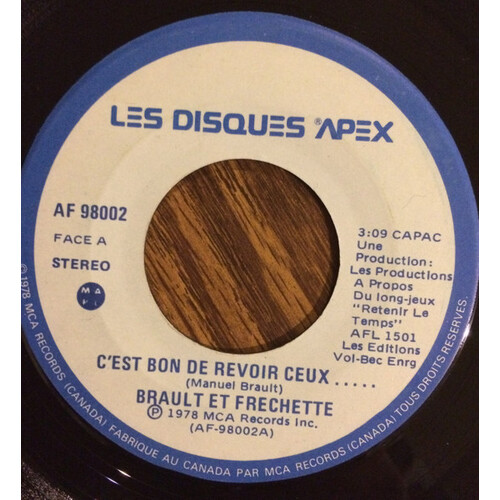 LES DISQUES ®APEX
AF 98002
FACE A
STEREO
MA
3:09 CAPAC
Une
Production:
Les Productions
A Propos
Du long-jeux
"Retenir Le
Temps"
AFL 1501
Les Editions
Vol-Bec Enrg
C'EST BON DE REVOIR CEUX.....
(Manuel Brault)
BRAULT ET FRECHETTE
Ⓟ 1978 MCA Records Inc.
(AF-98002A)
©1978 MCA RECORDS (CANADA) FABRIQUE AU CANADA PAR MCA RECORDS (CANADA) TOUS DROITS RESERVES.